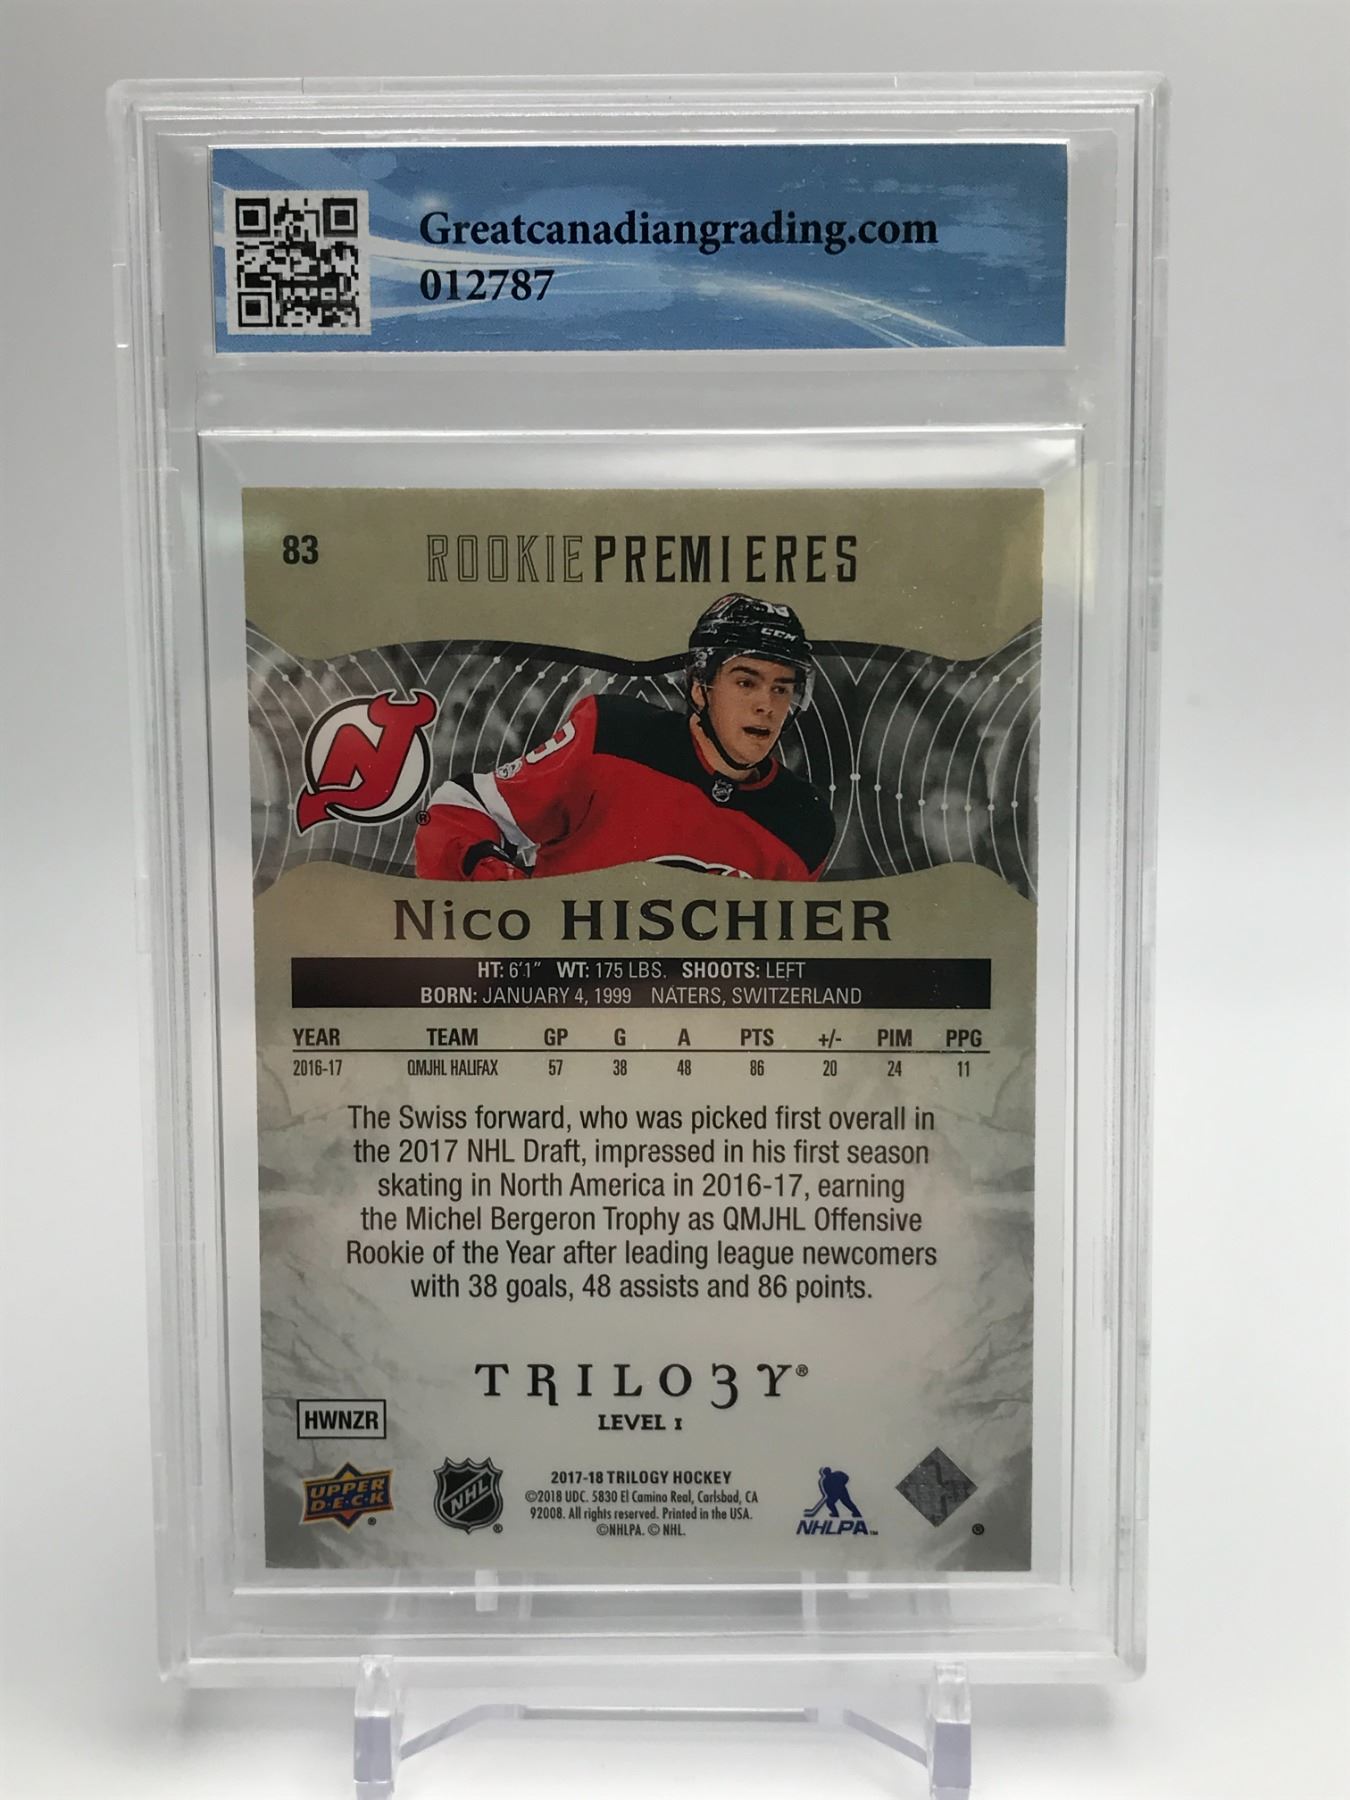 Greatcanadiangrading.com
012787
83
ROOKIE PREMIERES
CCM
Nico HISCHIER
HT: 6'1" WT: 175 LBS. SHOOTS: LEFT
BORN: JANUARY 4, 1999 NATERS, SWITZERLAND
YEAR TEAM GP G A PTS +/- PIM PPG
2016-17 QMJHL HALIFAX 57 38 48 86 20 24 11
The Swiss forward, who was picked first overall in
the 2017 NHL Draft, impressed in his first season
skating in North America in 2016-17, earning
the Michel Bergeron Trophy as QMJHL Offensive
Rookie of the Year after leading league newcomers
with 38 goals, 48 assists and 86 points.
TRILO3Y®
LEVEL 1
HWNZR
UPPER
D·E·C·K ®
NHL ®
2017-18 TRILOGY HOCKEY
©2018 UDC. 5830 El Camino Real, Carlsbad, CA
92008. All rights reserved. Printed in the USA.
©NHLPA. © NHL.
NHLPA™
®